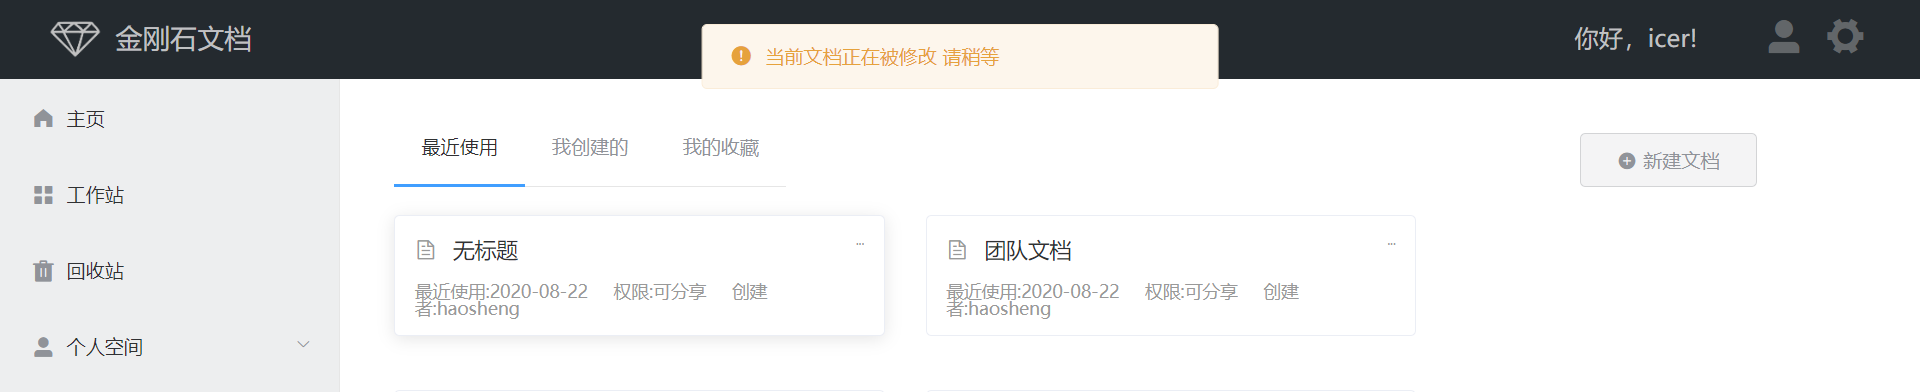 金刚石文档
当前文档正在被修改 请稍等
你好，icer!
主页
工作站
回收站
个人空间
最近使用
我创建的
我的收藏
新建文档
无标题
...
最近使用:2020-08-22 权限:可分享 创建
者:haosheng
团队文档
...
最近使用:2020-08-22 权限:可分享 创建
者:haosheng